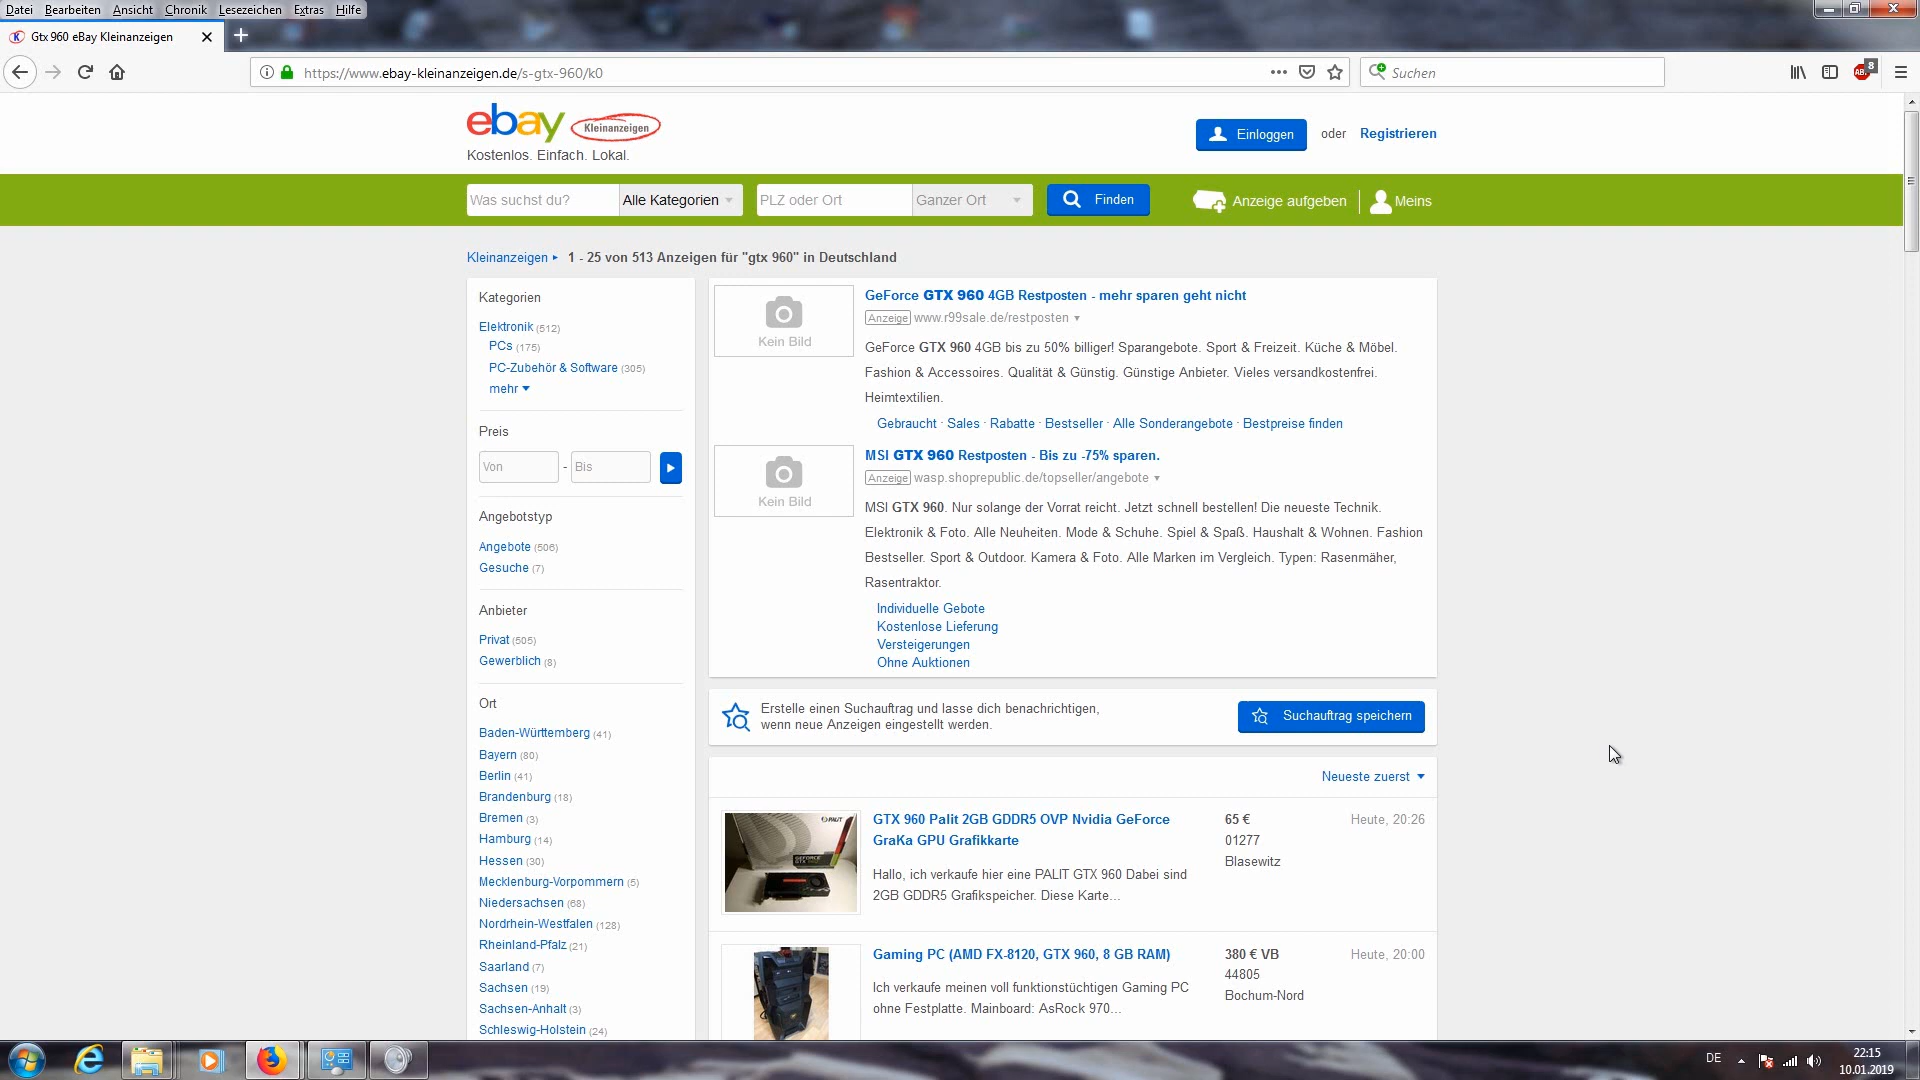 Datei Bearbeiten Ansicht Chronik Lesezeichen Extras Hilfe
Gtx 960 eBay Kleinanzeigen
https://www.ebay-kleinanzeigen.de/s-gtx-960/k0
Suchen
8
ebay Kleinanzeigen
Kostenlos. Einfach. Lokal.
Einloggen oder Registrieren
Was suchst du? Alle Kategorien PLZ oder Ort Ganzer Ort Finden Anzeige aufgeben Meins
Kleinanzeigen 1 - 25 von 513 Anzeigen für "gtx 960" in Deutschland
Kategorien
Elektronik (512)
PCs (175)
PC-Zubehör & Software (305)
mehr
Preis
Von - Bis
Angebotstyp
Angebote (506)
Gesuche (7)
Anbieter
Privat (505)
Gewerblich (8)
Ort
Baden-Württemberg (41)
Bayern (80)
Berlin (41)
Brandenburg (18)
Bremen (3)
Hamburg (14)
Hessen (30)
Mecklenburg-Vorpommern (5)
Niedersachsen (68)
Nordrhein-Westfalen (128)
Rheinland-Pfalz (21)
Saarland (7)
Sachsen (19)
Sachsen-Anhalt (3)
Schleswig-Holstein (24)
Kein Bild
GeForce GTX 960 4GB Restposten - mehr sparen geht nicht
Anzeige www.r99sale.de/restposten
GeForce GTX 960 4GB bis zu 50% billiger! Sparangebote. Sport & Freizeit. Küche & Möbel.
Fashion & Accessoires. Qualität & Günstig. Günstige Anbieter. Vieles versandkostenfrei.
Heimtextilien.
Gebraucht · Sales · Rabatte · Bestseller · Alle Sonderangebote · Bestpreise finden
Kein Bild
MSI GTX 960 Restposten - Bis zu -75% sparen.
Anzeige wasp.shoprepublic.de/topseller/angebote
MSI GTX 960. Nur solange der Vorrat reicht. Jetzt schnell bestellen! Die neueste Technik.
Elektronik & Foto. Alle Neuheiten. Mode & Schuhe. Spiel & Spaß. Haushalt & Wohnen. Fashion
Bestseller. Sport & Outdoor. Kamera & Foto. Alle Marken im Vergleich. Typen: Rasenmäher,
Rasentraktor.
Individuelle Gebote
Kostenlose Lieferung
Versteigerungen
Ohne Auktionen
Erstelle einen Suchauftrag und lasse dich benachrichtigen,
wenn neue Anzeigen eingestellt werden.
Suchauftrag speichern
Neueste zuerst
PALIT
GTX 960 Palit 2GB GDDR5 OVP Nvidia GeForce
GraKa GPU Grafikkarte
Hallo, ich verkaufe hier eine PALIT GTX 960 Dabei sind
2GB GDDR5 Grafikspeicher. Diese Karte...
65 €
01277
Blasewitz
Heute, 20:26
Gaming PC (AMD FX-8120, GTX 960, 8 GB RAM)
Ich verkaufe meinen voll funktionstüchtigen Gaming PC
ohne Festplatte. Mainboard: AsRock 970...
380 € VB
44805
Bochum-Nord
Heute, 20:00
DE
22:15
10.01.2019